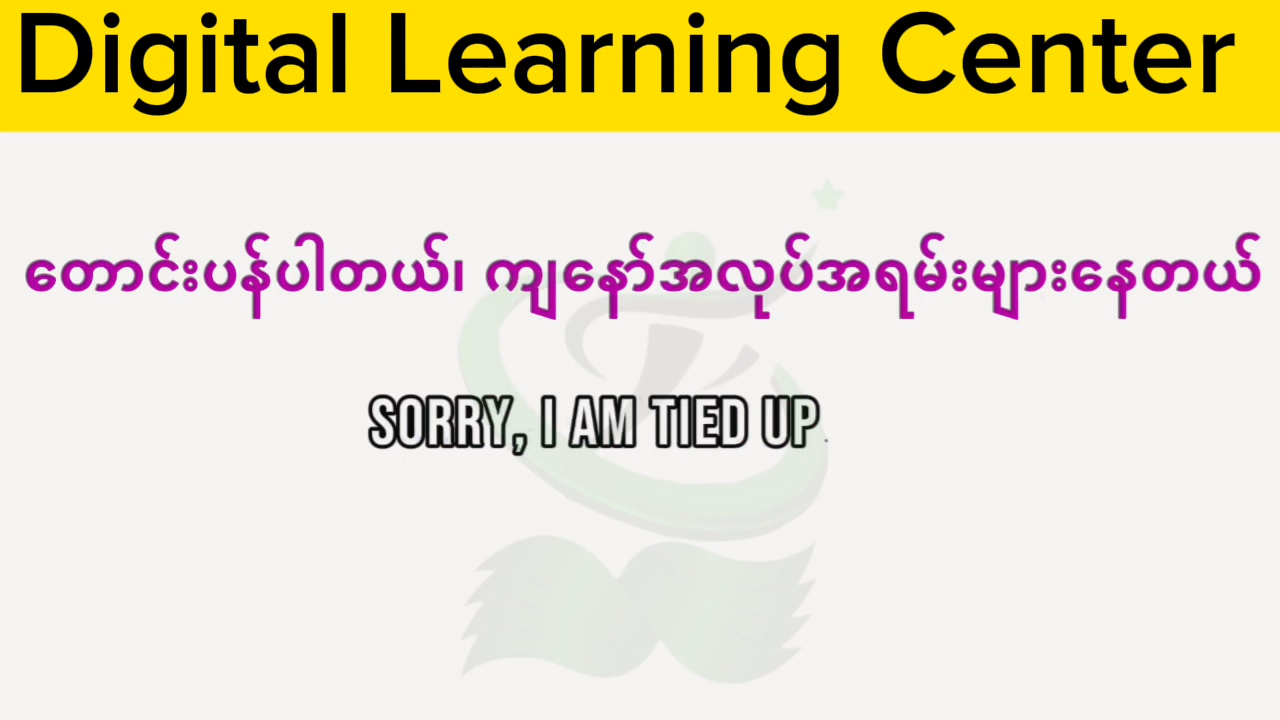 Digital Learning Center
တောင်းပန်ပါတယ်၊ ကျနော်အလုပ်အရမ်းများနေတယ်
SORRY, I AM TIED UP.